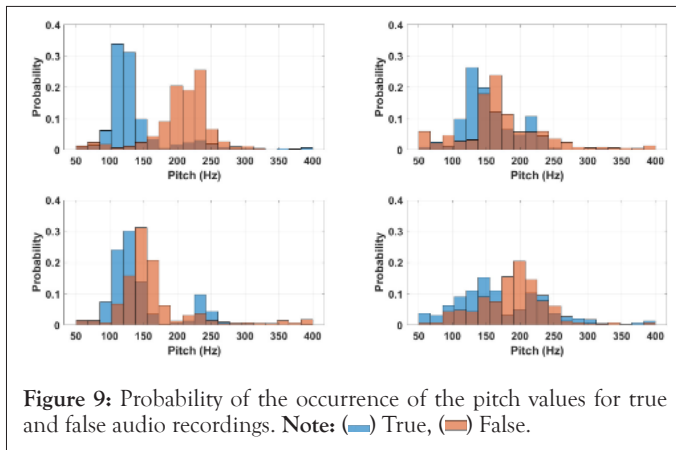 0.4
0.3
0.2
0.1
0
Probability
50 100 150 200 250 300 350 400
Pitch (Hz)
0.4
0.3
0.2
0.1
0
Probability
50 100 150 200 250 300 350 400
Pitch (Hz)
0.4
0.3
0.2
0.1
0
Probability
50 100 150 200 250 300 350 400
Pitch (Hz)
0.4
0.3
0.2
0.1
0
Probability
50 100 150 200 250 300 350 400
Pitch (Hz)
Figure 9: Probability of the occurrence of the pitch values for true
and false audio recordings. Note: ( ) True, ( ) False.